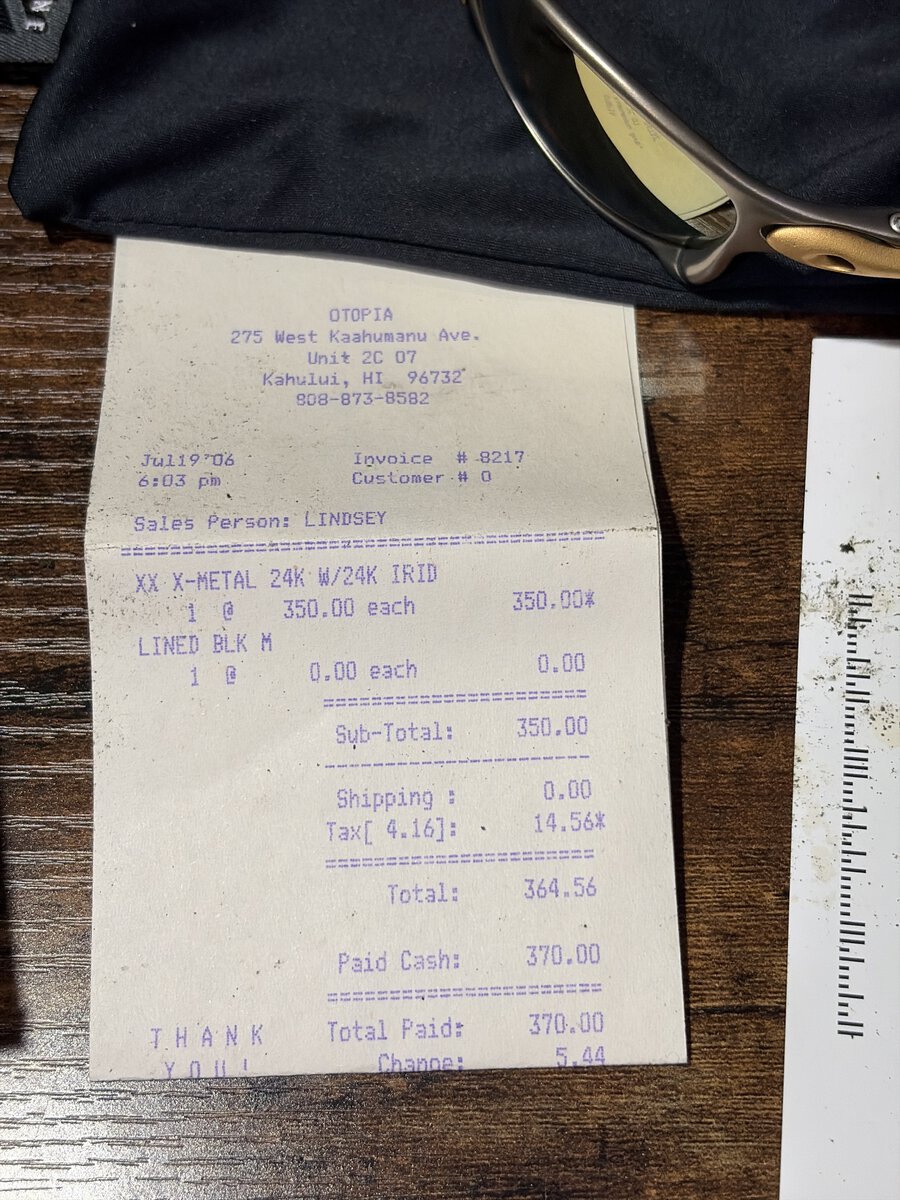 OTOPIA
275 West Kaahumanu Ave.
Unit 2C 07
Kahului, HI 96732
808-873-8582
Jul19'06 Invoice # 8217
6:03 pm Customer # 0
Sales Person: LINDSEY
XX X-METAL 24K W/24K IRID
1 @ 350.00 each 350.00*
LINED BLK M
1 @ 0.00 each 0.00
Sub-Total: 350.00
Shipping : 0.00
Tax[ 4.16]: 14.56*
Total: 364.56
Paid Cash: 370.00
T H A N K Total Paid: 370.00
Y O U ! Change: 5.44